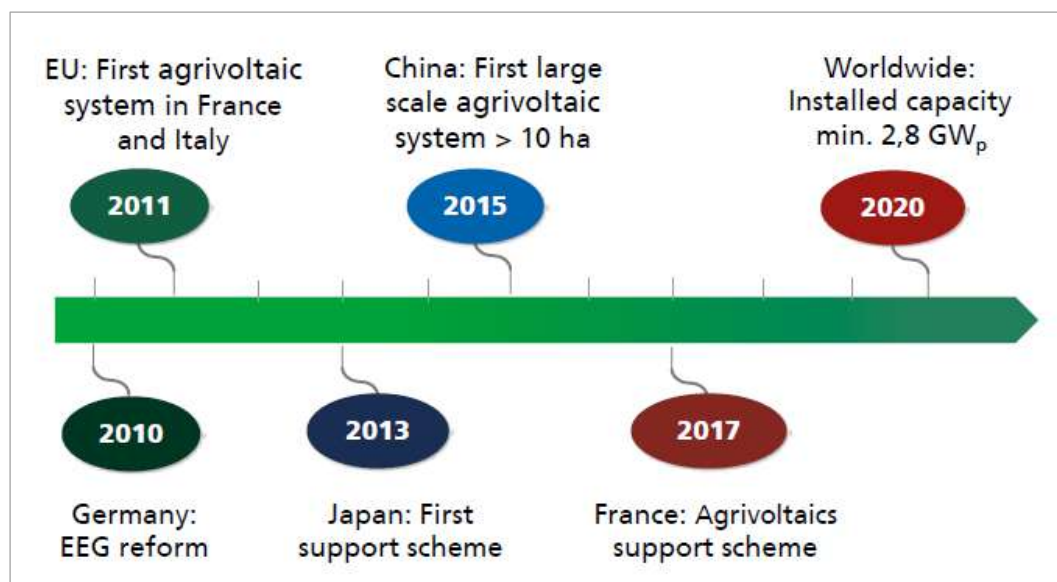 EU: First agrivoltaic
system in France
and Italy
China: First large
scale agrivoltaic
system > 10 ha
Worldwide:
Installed capacity
min. 2,8 GWp
2011
2015
2020
2010
2013
2017
Germany:
EEG reform
Japan: First
support scheme
France: Agrivoltaics
support scheme